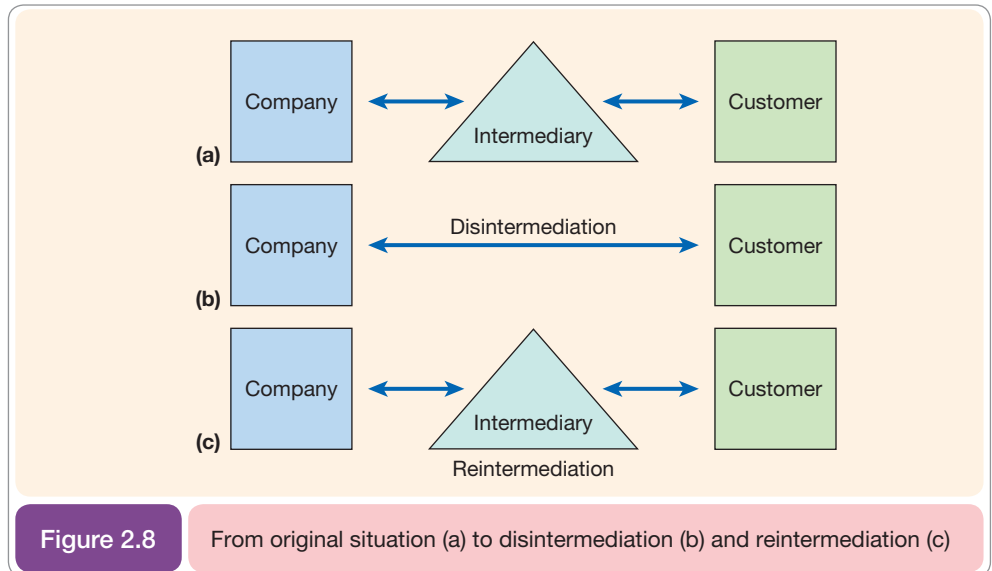 Company
Intermediary
Customer
(a)
Disintermediation
Company
Customer
(b)
Company
Intermediary
Customer
(c)
Reintermediation
Figure 2.8
From original situation (a) to disintermediation (b) and reintermediation (c)